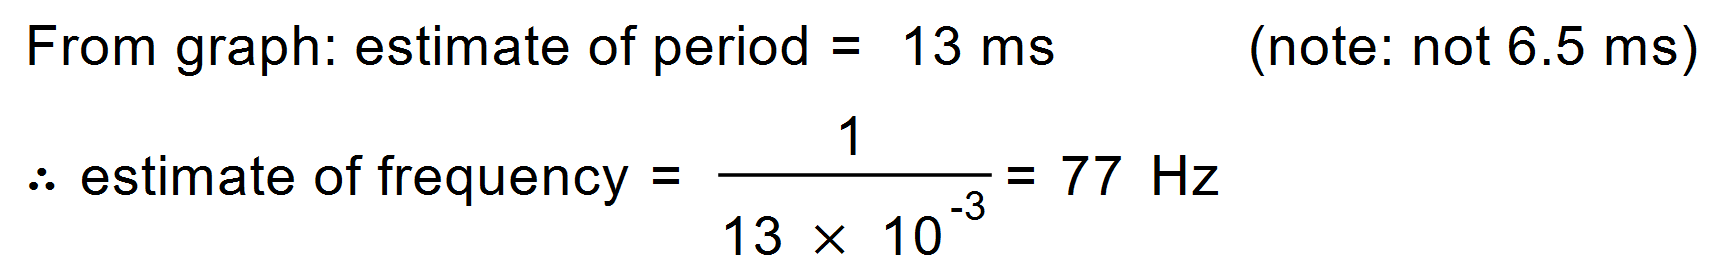 From graph: estimate of period = 13 ms (note: not 6.5 ms)
∴ estimate of frequency = 1 / 13 × 10^-3 = 77 Hz